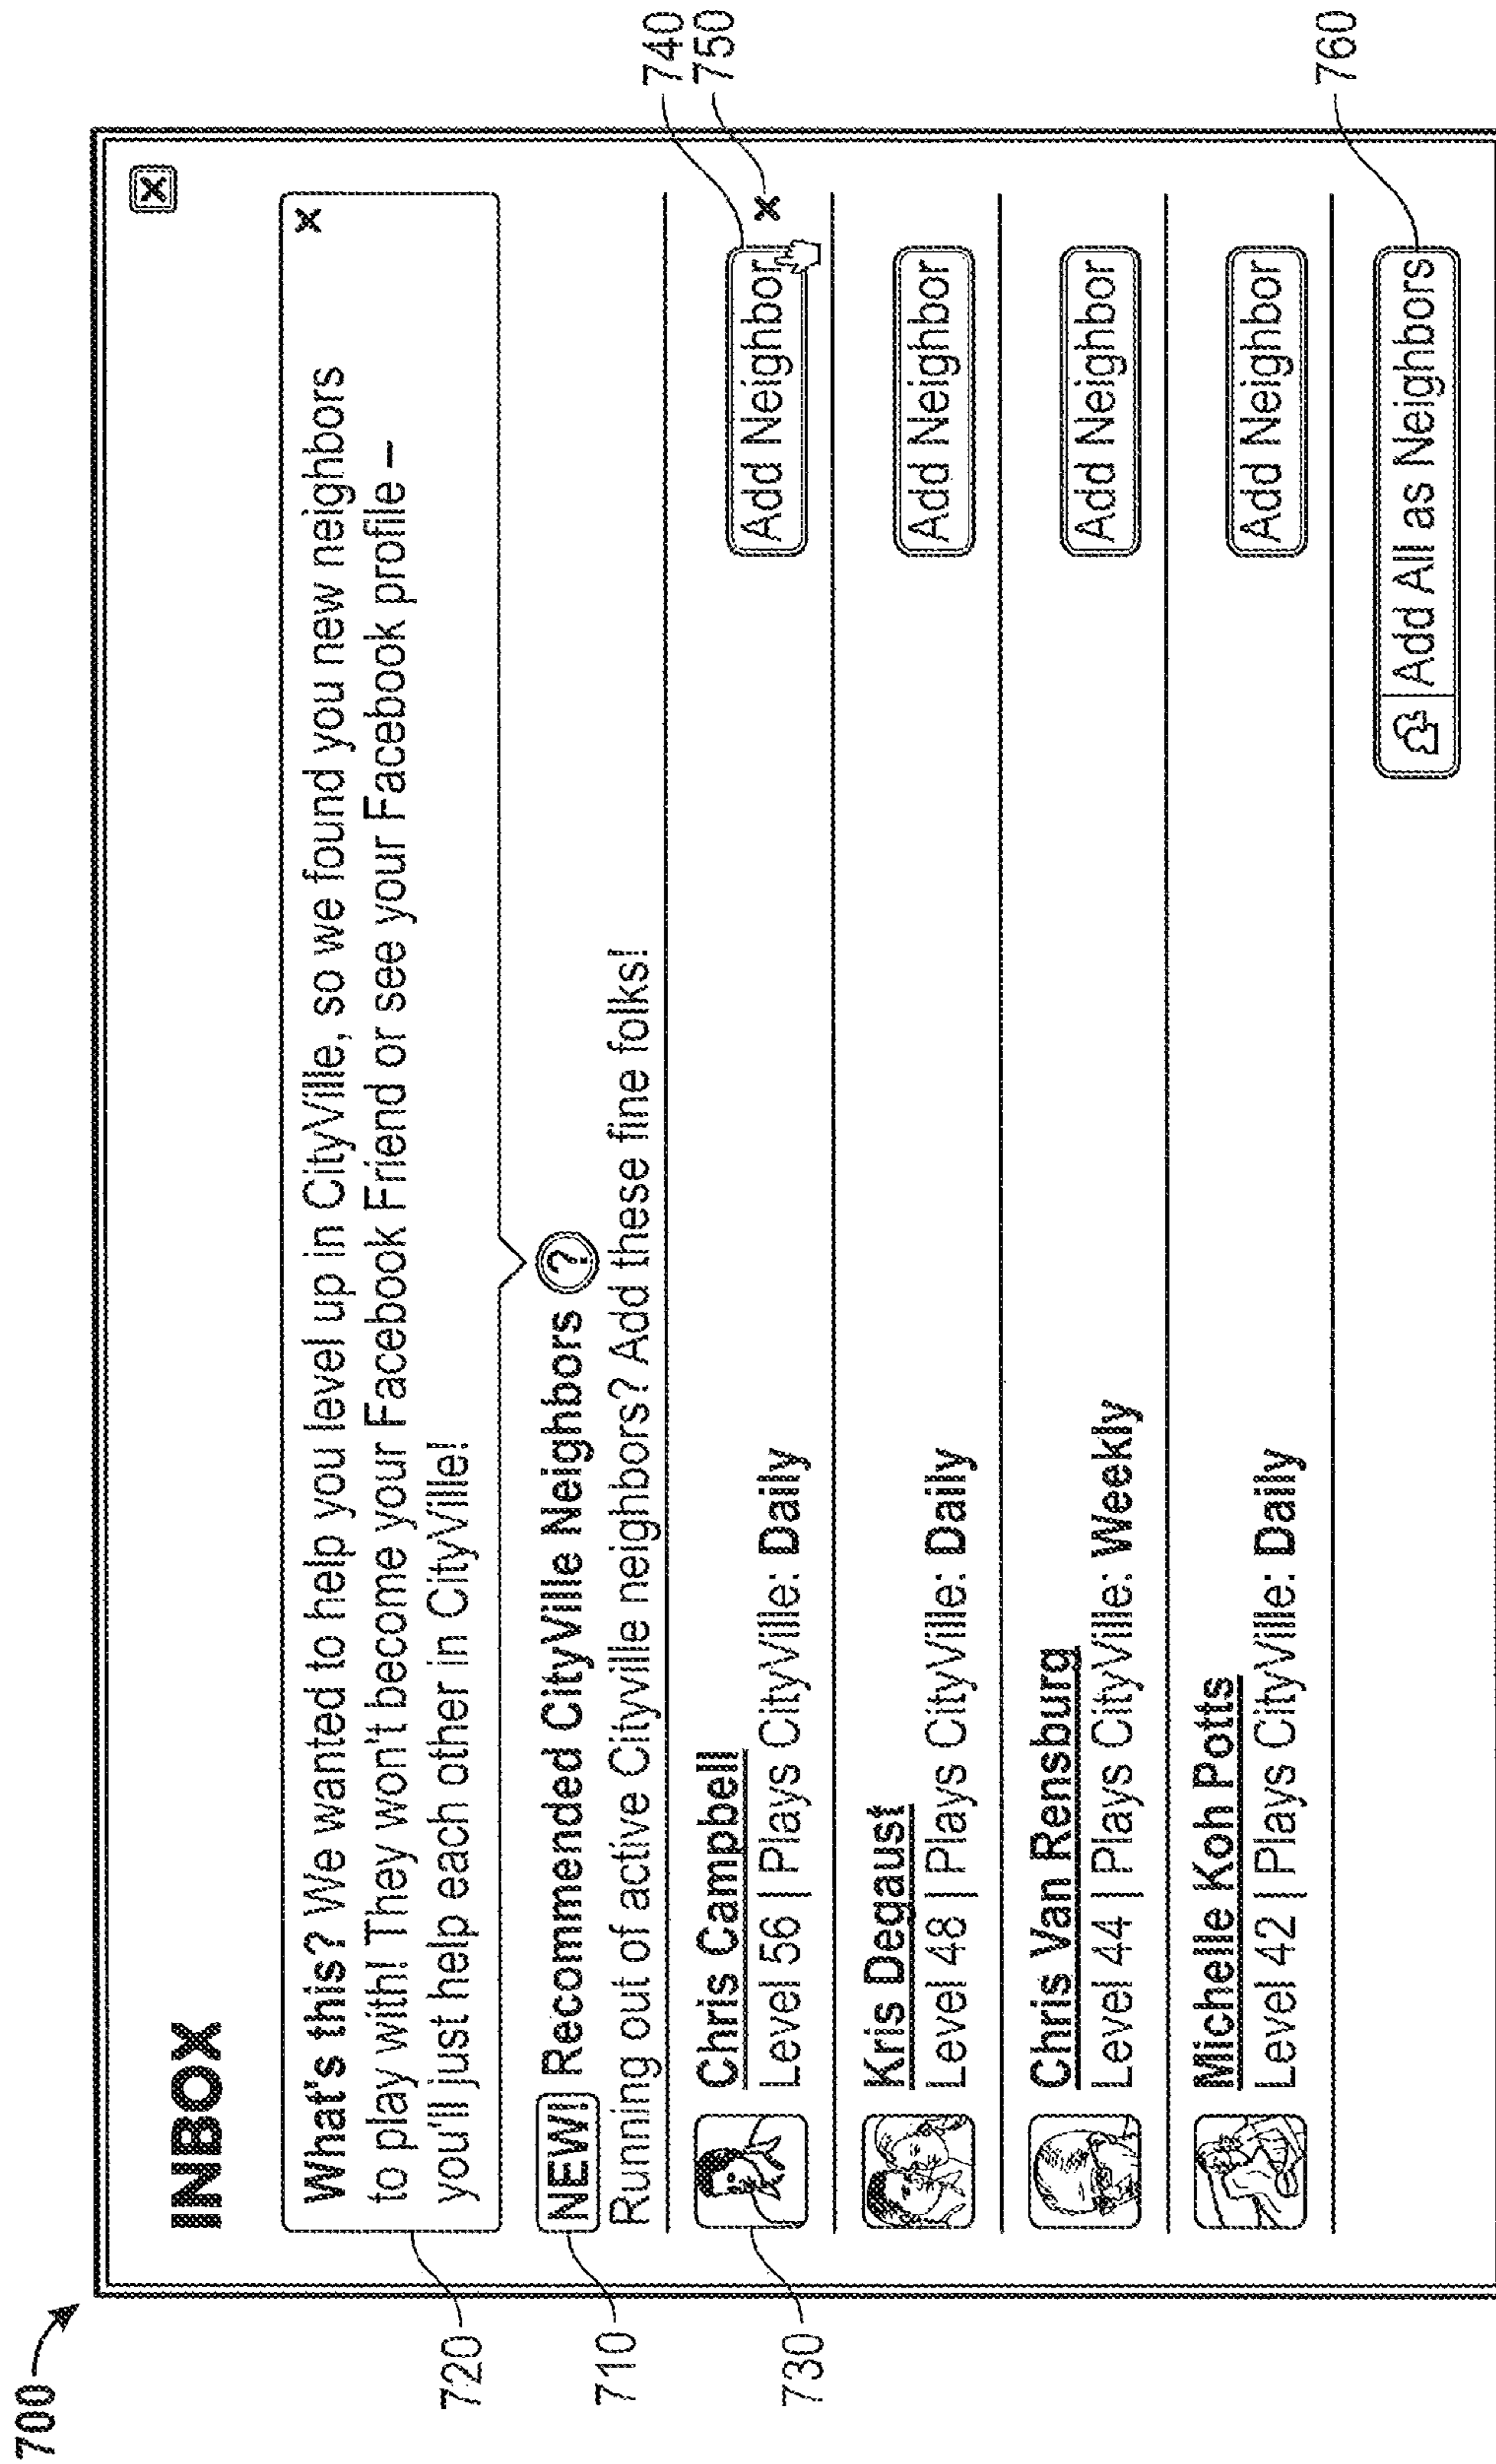 700
INBOX
X
What's this? We wanted to help you level up in CityVille, so we found you new neighbors
to play with! They won't become your Facebook Friend or see your Facebook profile –
you'll just help each other in CityVille!
x
720
NEW! Recommended CityVille Neighbors ?
710
Running out of active Cityville neighbors? Add these fine folks!
730
Chris Campbell
Level 56 | Plays CityVille: Daily
Add Neighbor
x
740
750
Kris Degaust
Level 48 | Plays CityVille: Daily
Add Neighbor
Chris Van Rensburg
Level 44 | Plays CityVille: Weekly
Add Neighbor
Michelle Koh Potts
Level 42 | Plays CityVille: Daily
Add Neighbor
Add All as Neighbors
760